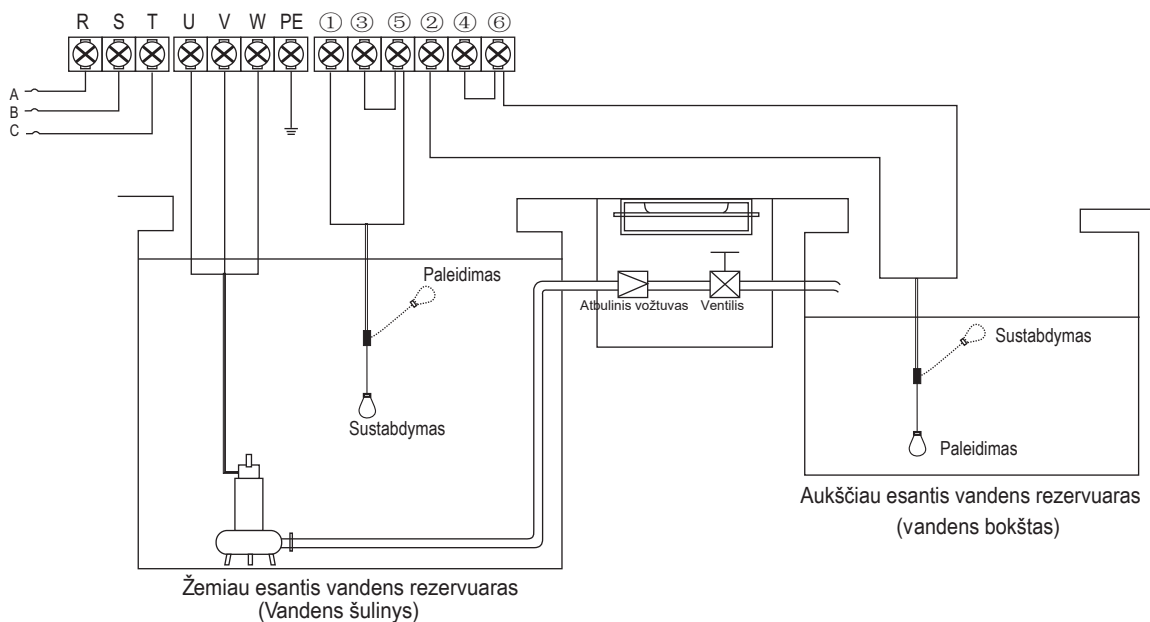 R S T U V W PE ① ③ ⑤ ② ④ ⑥
A
B
C
Paleidimas
Sustabdymas
Atbulinis vožtuvas
Ventilis
Sustabdymas
Paleidimas
Aukščiau esantis vandens rezervuaras
(vandens bokštas)
Žemiau esantis vandens rezervuaras
(Vandens šulinys)